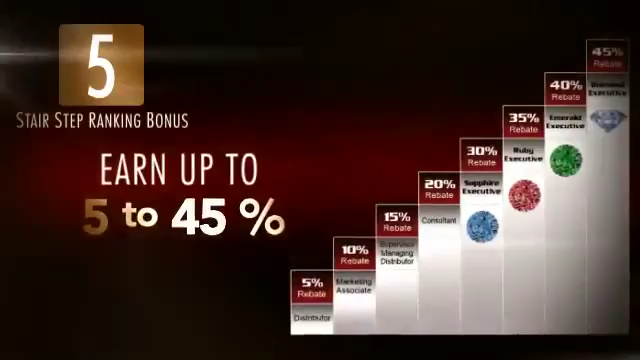 5
STAIR STEP RANKING BONUS
EARN UP TO
5 to 45 %
5%
Rebate
Distributor
10%
Rebate
Marketing
Associate
15%
Rebate
Supervisor
Managing
Distributor
20%
Rebate
Consultant
30%
Rebate
Sapphire
Executive
35%
Rebate
Ruby
Executive
40%
Rebate
Emerald
Executive
45%
Rebate
Diamond
Executive